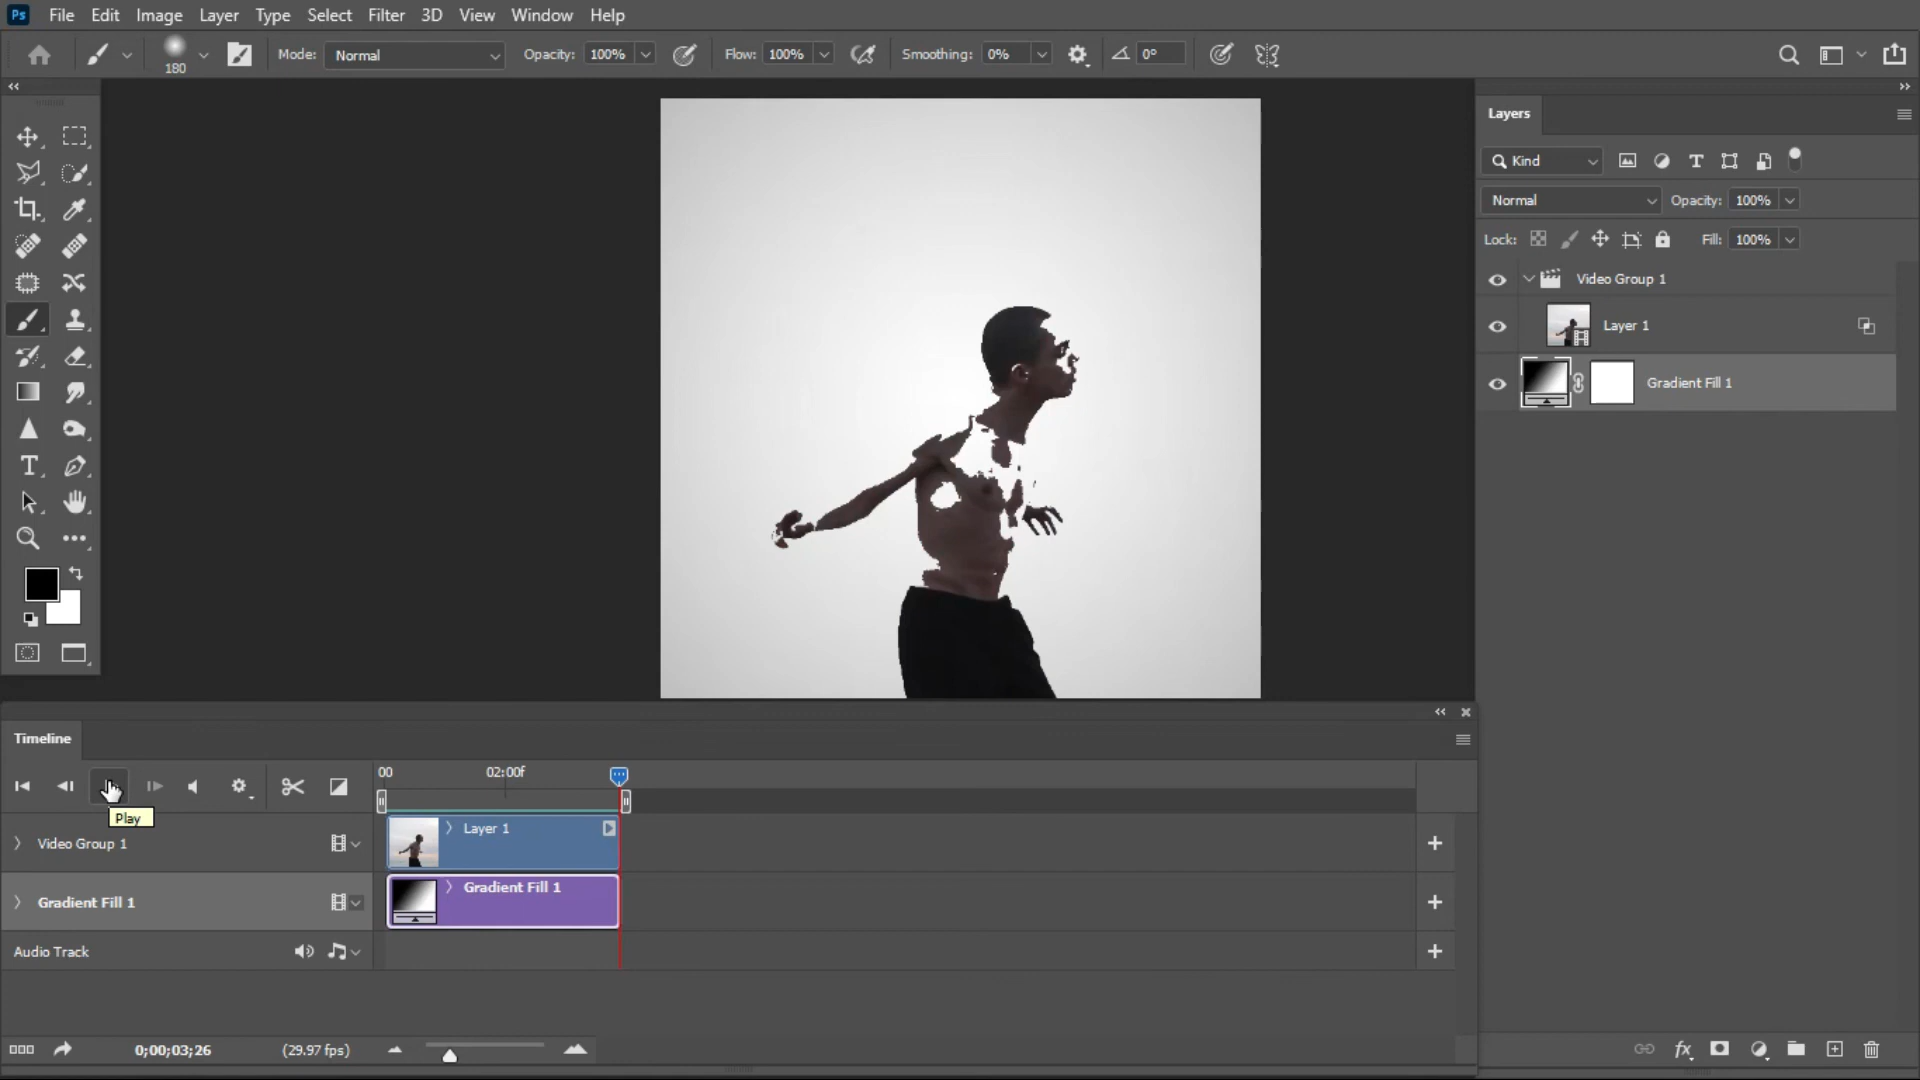 Ps File Edit Image Layer Type Select Filter 3D View Window Help
180 Mode: Normal Opacity: 100% Flow: 100% Smoothing: 0% 0°
Layers
Kind
Normal Opacity: 100%
Lock: Fill: 100%
Video Group 1
Layer 1
Gradient Fill 1
Timeline
00 02:00f
Play
Video Group 1 Layer 1
Gradient Fill 1 Gradient Fill 1
Audio Track
0;00;03;26 (29.97 fps)
fx